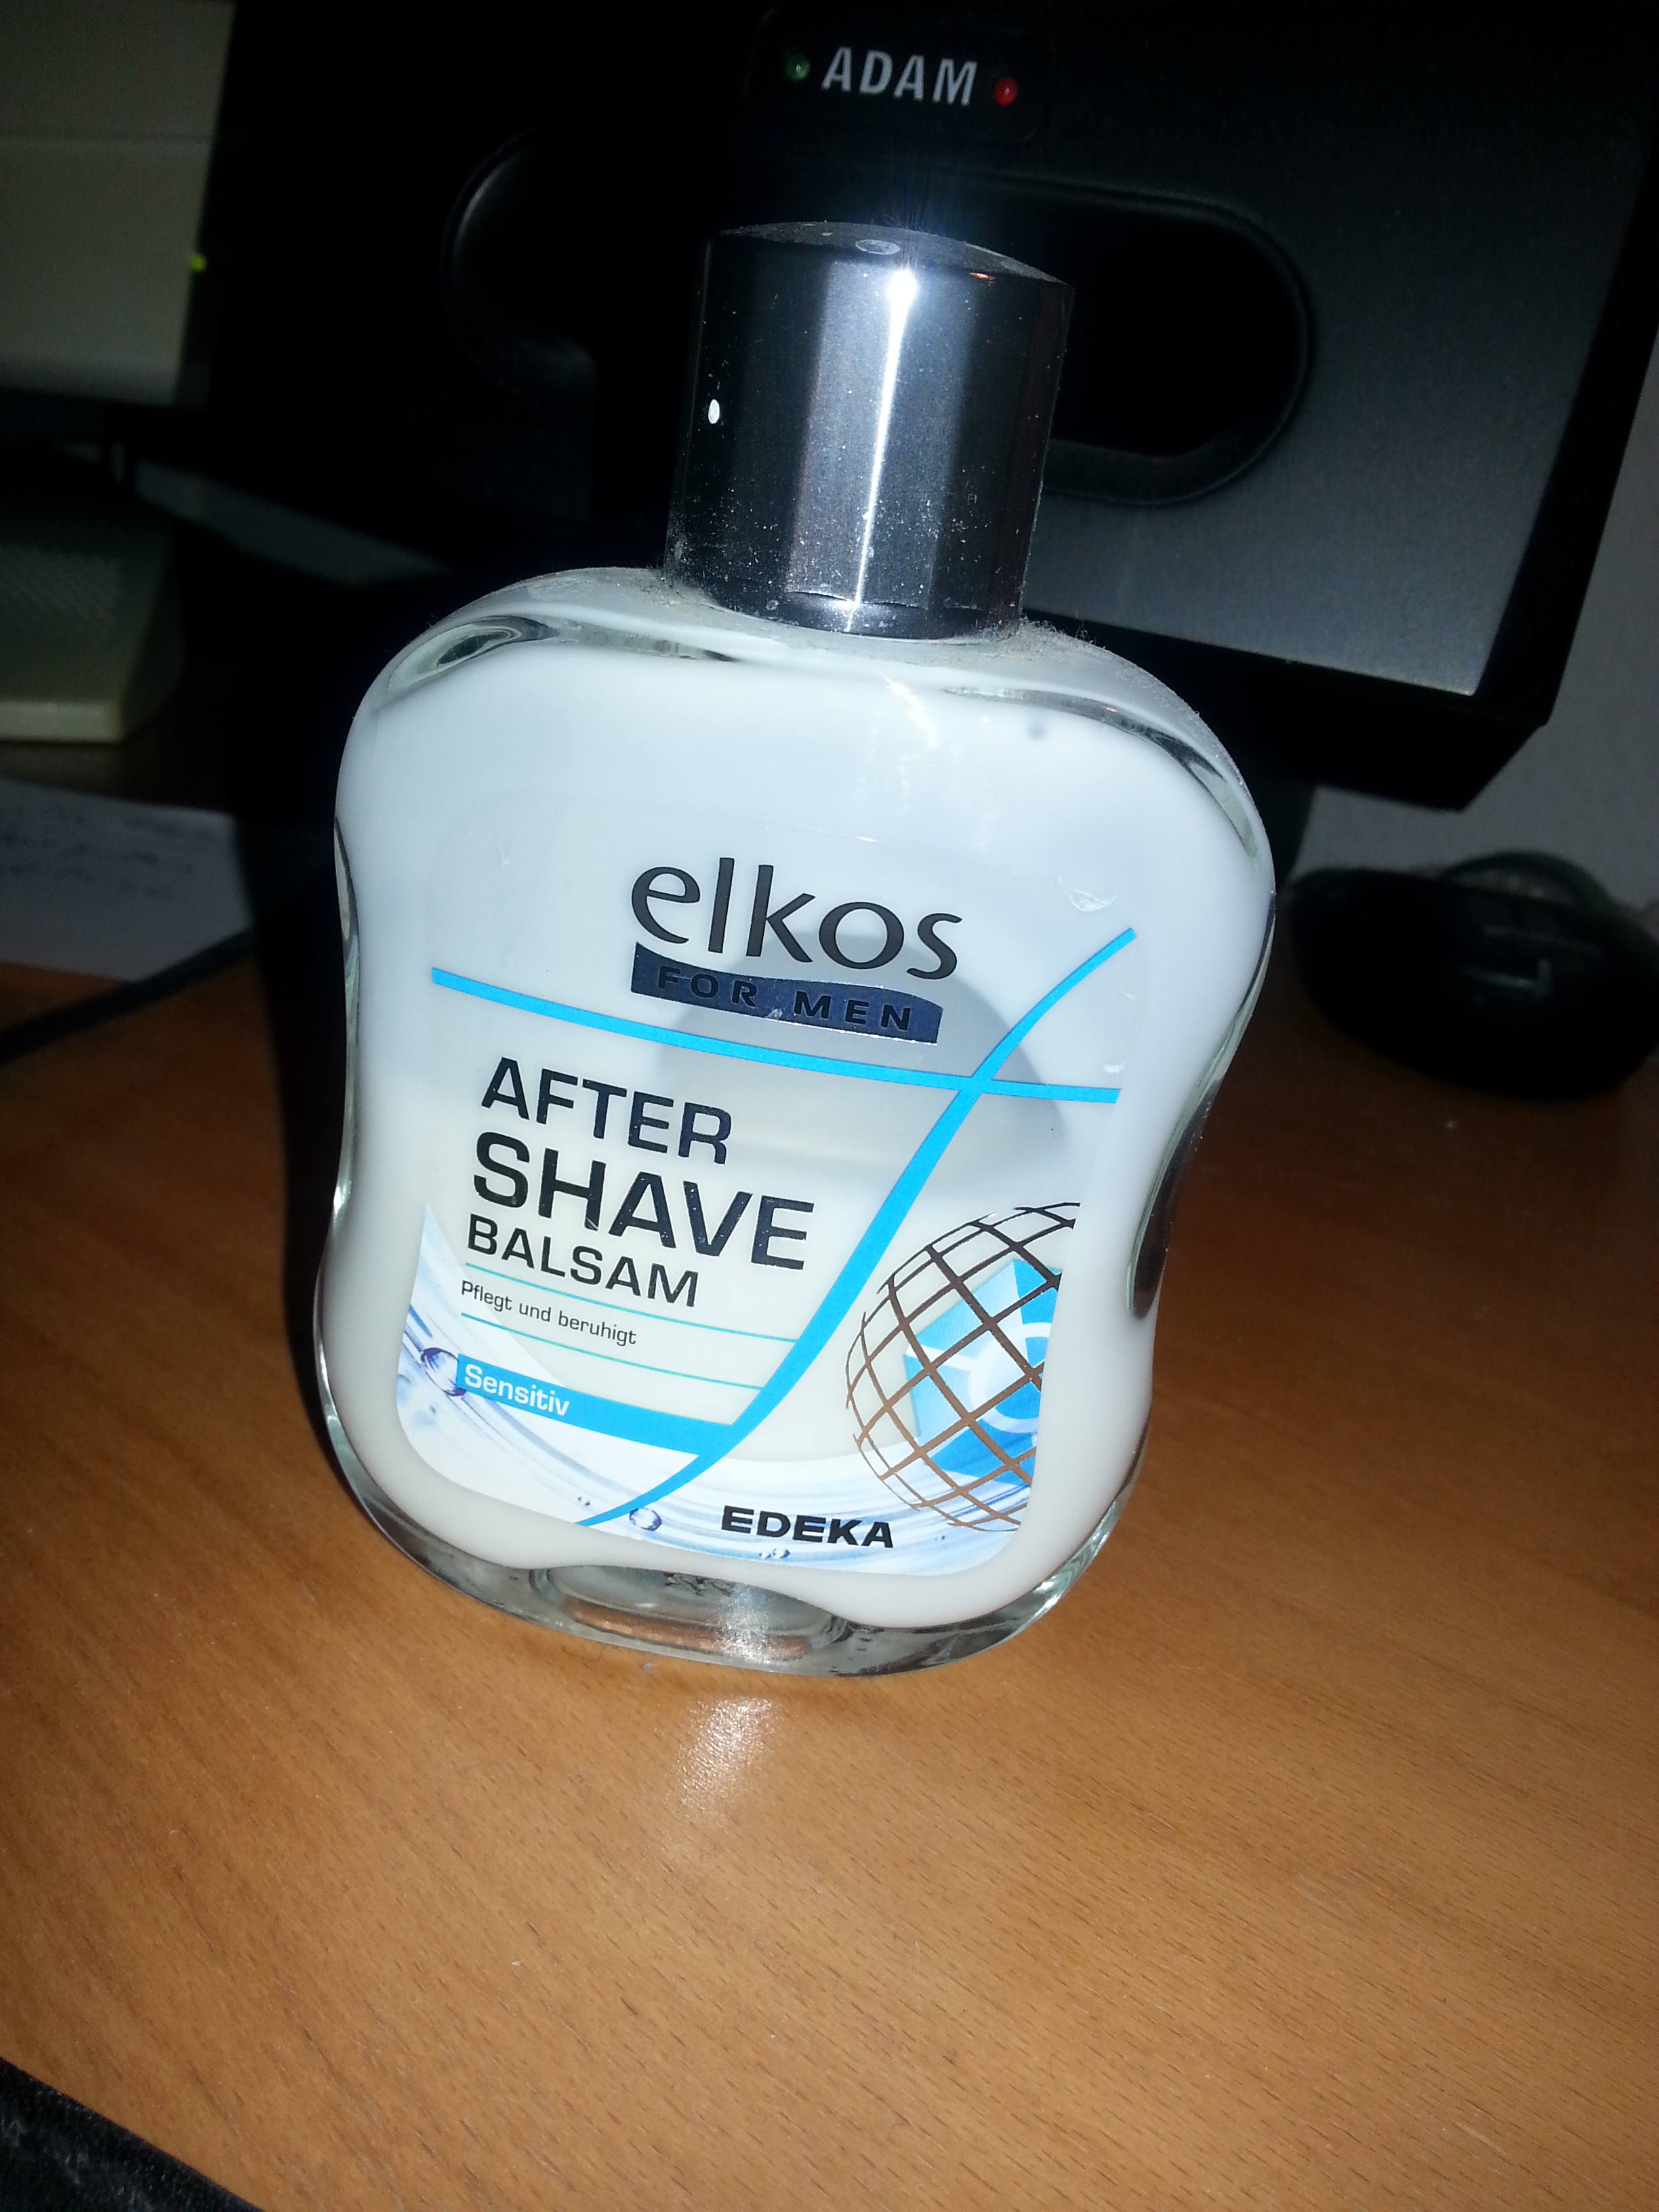 ADAM
elkos
FOR MEN
AFTER
SHAVE
BALSAM
Pflegt und beruhigt
Sensitiv
EDEKA